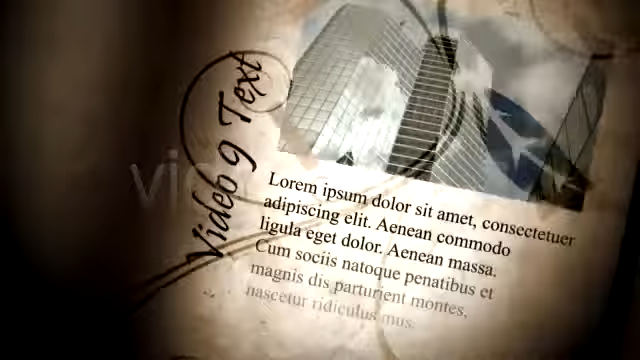 Video 9 Text
Lorem ipsum dolor sit amet, consectetuer
adipiscing elit. Aenean commodo
ligula eget dolor. Aenean massa.
Cum sociis natoque penatibus et
magnis dis parturient montes,
nascetur ridiculus mus.